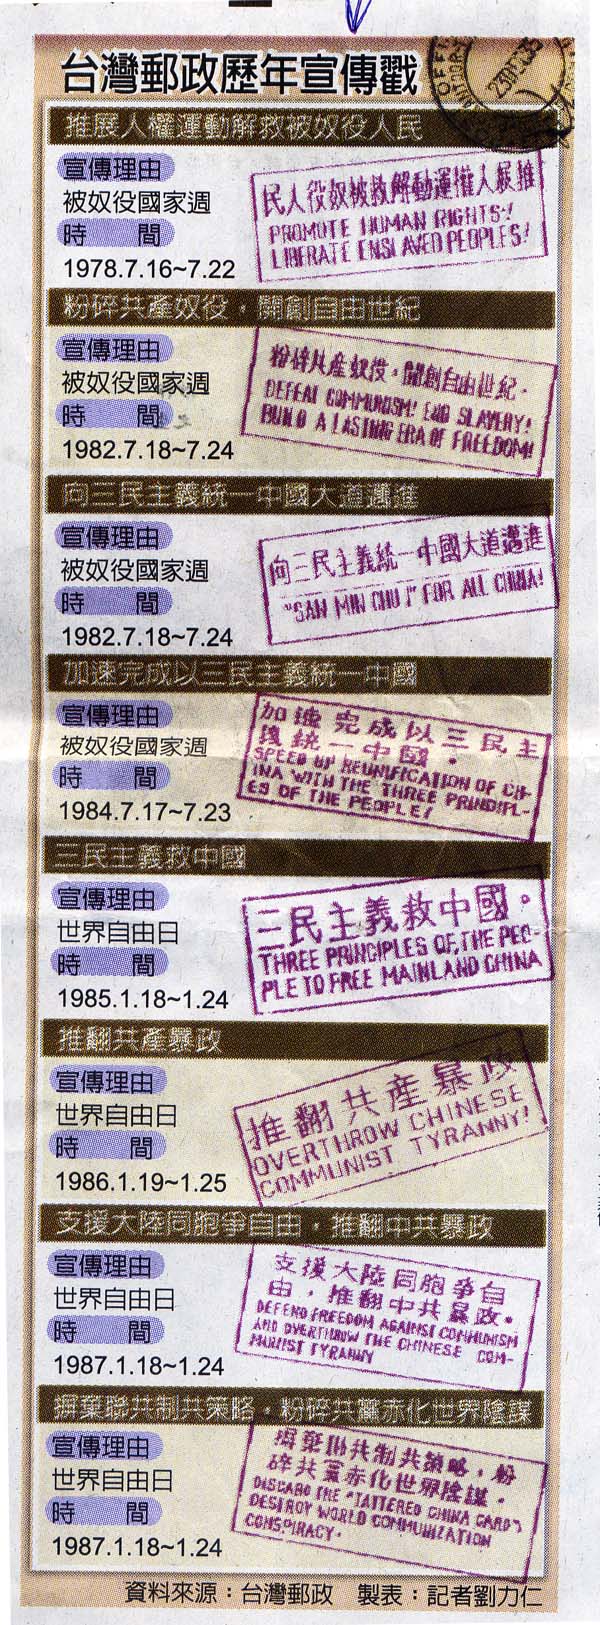 台灣郵政歷年宣傳戳
推展人權運動解救被奴役人民
宣傳理由
被奴役國家週
時 間
1978.7.16~7.22
民人役奴被救解動運權人展推
PROMOTE HUMAN RIGHTS!
LIBERATE ENSLAVED PEOPLES!
粉碎共產奴役，開創自由世紀
宣傳理由
被奴役國家週
時 間
1982.7.18~7.24
粉碎共產奴役，開創自由世紀．
DEFEAT COMMUNISM! END SLAVERY!
BUILD A LASTING ERA OF FREEDOM!
向三民主義統一中國大道邁進
宣傳理由
被奴役國家週
時 間
1982.7.18~7.24
向三民主義統一中國大道邁進
"SAN MIN CHU I" FOR ALL CHINA!
加速完成以三民主義統一中國
宣傳理由
被奴役國家週
時 間
1984.7.17~7.23
加速完成以三民主
義統一中國．
SPEED UP REUNIFICATION OF CH-
INA WITH THE THREE PRINCIPL-
ES OF THE PEOPLE!
三民主義救中國
宣傳理由
世界自由日
時 間
1985.1.18~1.24
三民主義救中國。
THREE PRINCIPLES OF THE PEO-
PLE TO FREE MAINLAND CHINA
推翻共產暴政
宣傳理由
世界自由日
時 間
1986.1.19~1.25
推翻共產暴政
OVERTHROW CHINESE
COMMUNIST TYRANNY!
支援大陸同胞爭自由，推翻中共暴政
宣傳理由
世界自由日
時 間
1987.1.18~1.24
支援大陸同胞爭自
由，推翻中共暴政．
DEFEND FREEDOM AGAINST COMMUNISM
AND OVERTHROW THE CHINESE COM-
MUNIST TYRANNY
摒棄聯共制共策略，粉碎共黨赤化世界陰謀
宣傳理由
世界自由日
時 間
1987.1.18~1.24
摒棄聯共制共策略，粉
碎共黨赤化世界陰謀．
DISCARD THE "TATTERED CHINA CARD",
DESTROY WORLD COMMUNIZATION
CONSPIRACY.
資料來源：台灣郵政 製表：記者劉力仁